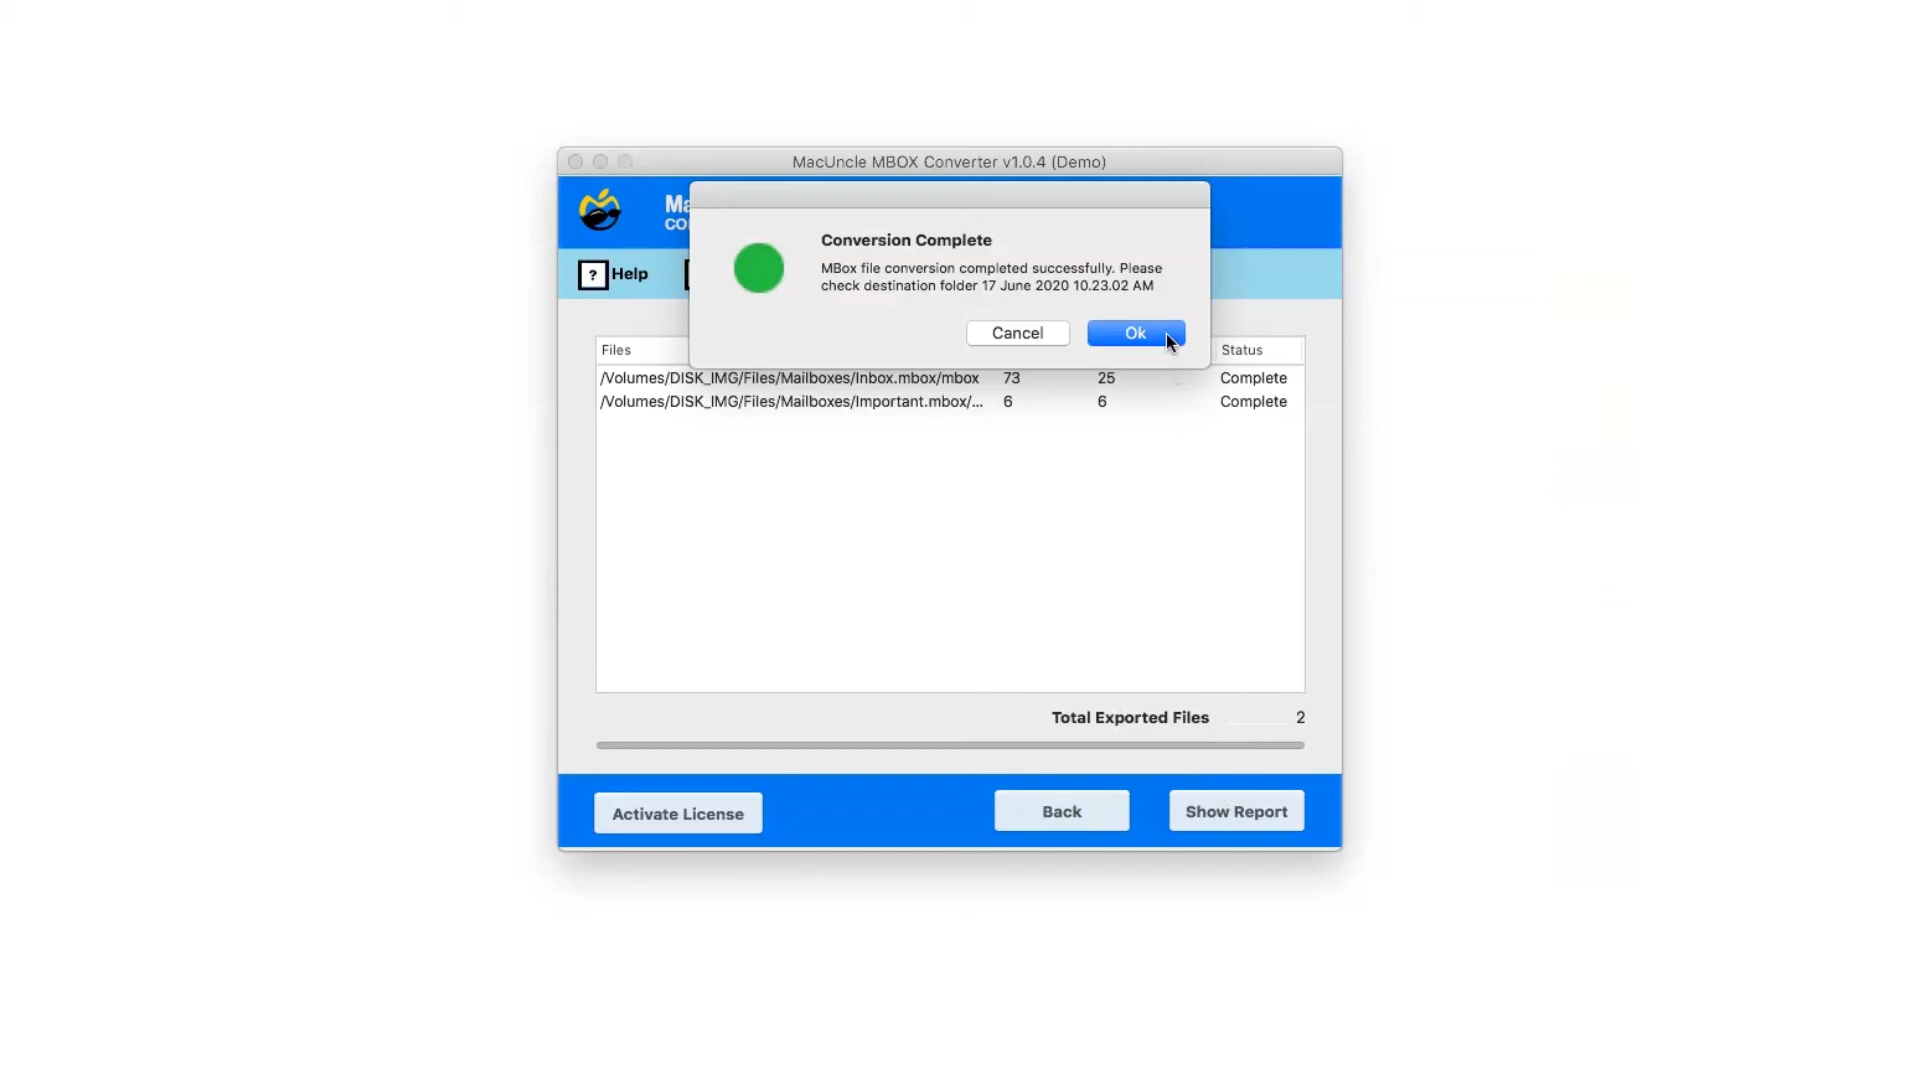 MacUncle MBOX Converter v1.0.4 (Demo)
Conversion Complete
MBox file conversion completed successfully. Please
check destination folder 17 June 2020 10.23.02 AM
Cancel Ok
? Help
Files Status
/Volumes/DISK_IMG/Files/Mailboxes/Inbox.mbox/mbox 73 25 Complete
/Volumes/DISK_IMG/Files/Mailboxes/Important.mbox/... 6 6 Complete
Total Exported Files 2
Activate License Back Show Report